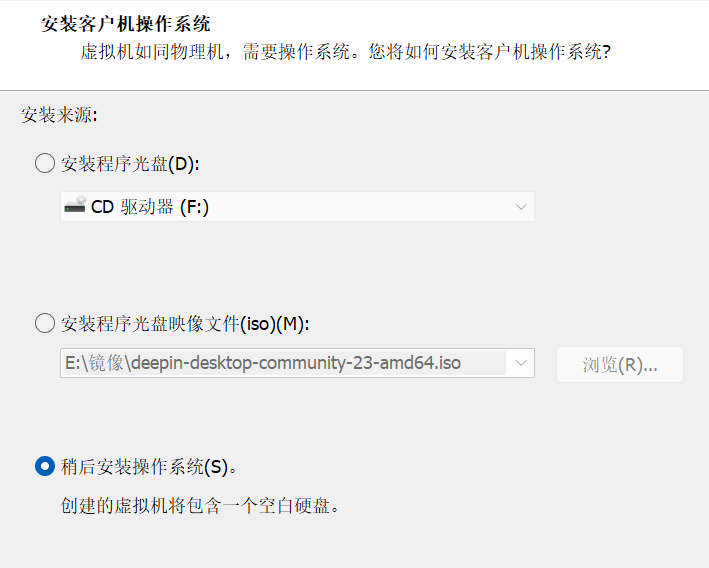 安装客户机操作系统
虚拟机如同物理机，需要操作系统。您将如何安装客户机操作系统?
安装来源:
安装程序光盘(D):
CD 驱动器 (F:)
安装程序光盘映像文件(iso)(M):
E:\镜像\deepin-desktop-community-23-amd64.iso
浏览(R)...
稍后安装操作系统(S)。
创建的虚拟机将包含一个空白硬盘。